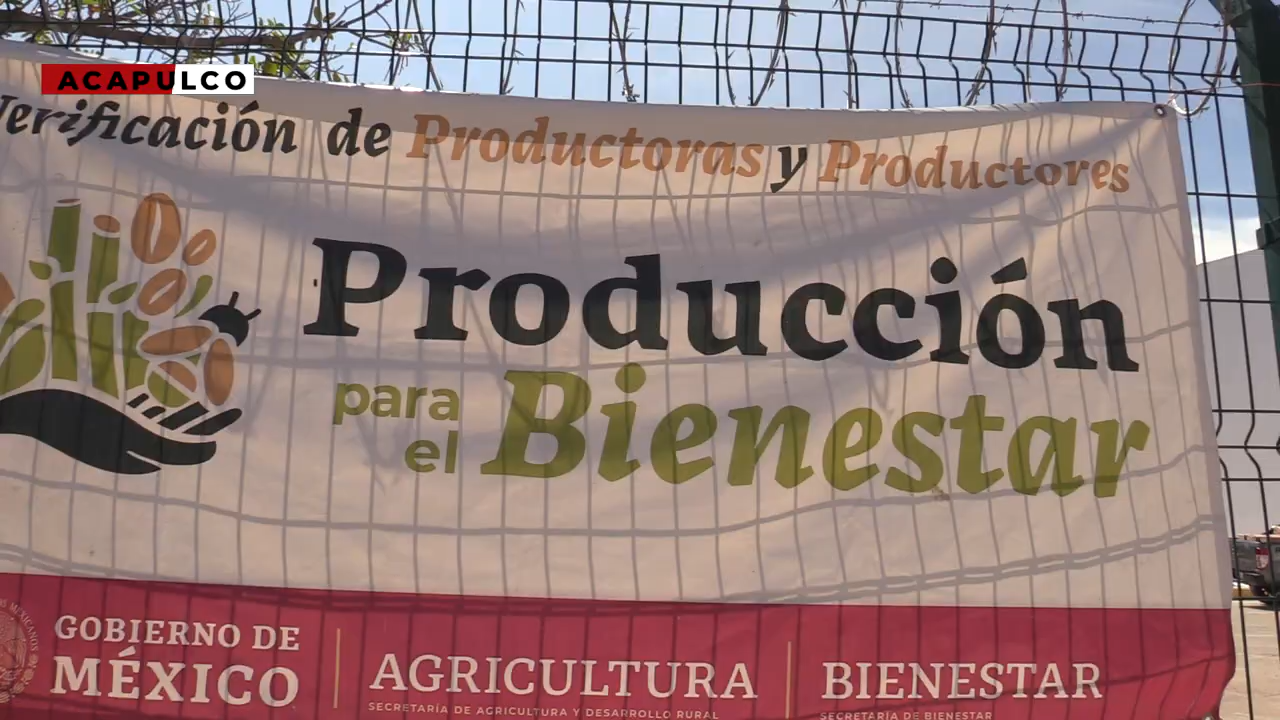 ACAPULCO
Verificación de Productoras y Productores
Producción
para el Bienestar
GOBIERNO DE MÉXICO
AGRICULTURA
SECRETARÍA DE AGRICULTURA Y DESARROLLO RURAL
BIENESTAR
SECRETARÍA DE BIENESTAR